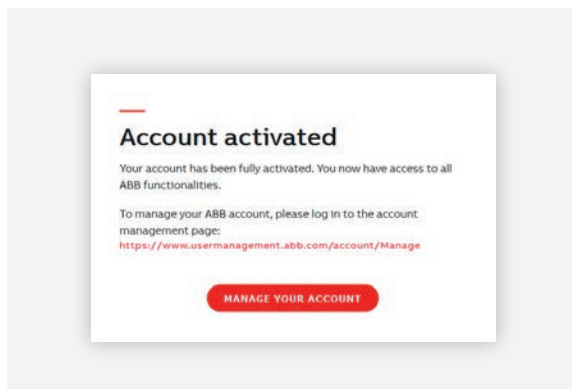 Account activated
Your account has been fully activated. You now have access to all
ABB functionalities.
To manage your ABB account, please log in to the account
management page:
https://www.usermanagement.abb.com/account/Manage
MANAGE YOUR ACCOUNT